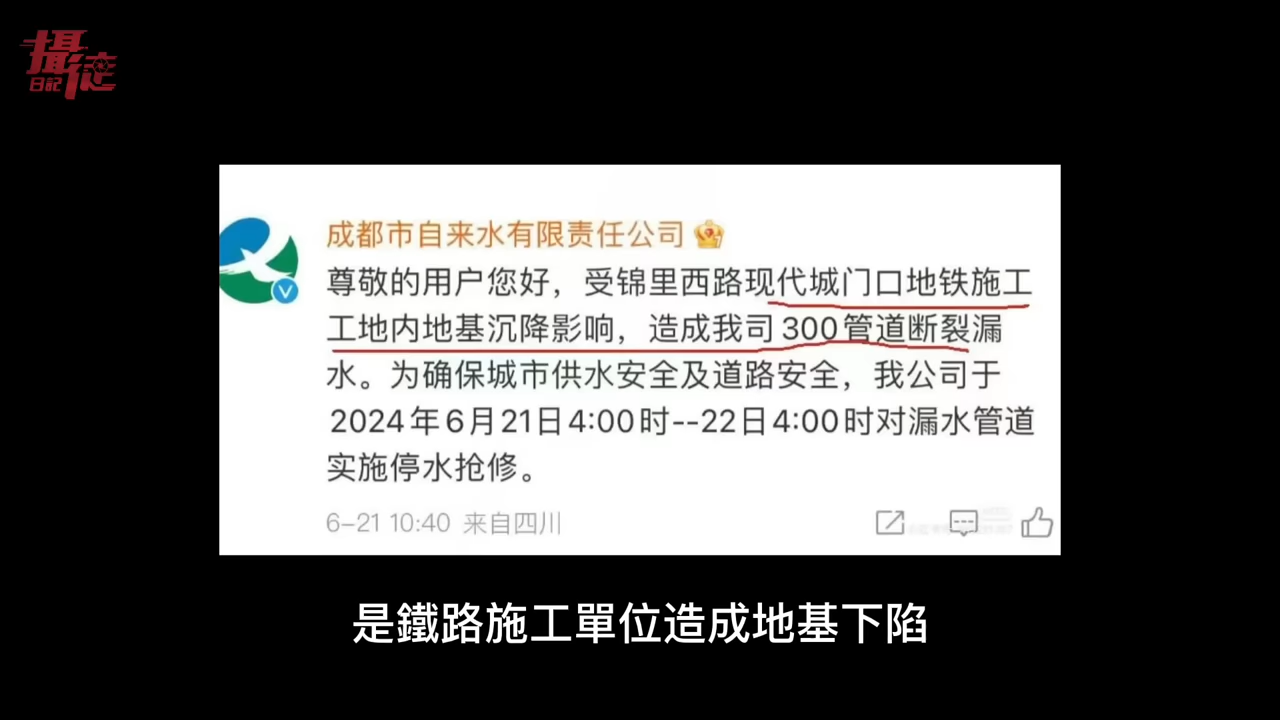 攝徒
日記
成都市自来水有限责任公司
尊敬的用户您好，受锦里西路现代城门口地铁施工
工地内地基沉降影响，造成我司300管道断裂漏
水。为确保城市供水安全及道路安全，我公司于
2024年6月21日4:00时--22日4:00时对漏水管道
实施停水抢修。
6-21 10:40 来自四川
是鐵路施工單位造成地基下陷